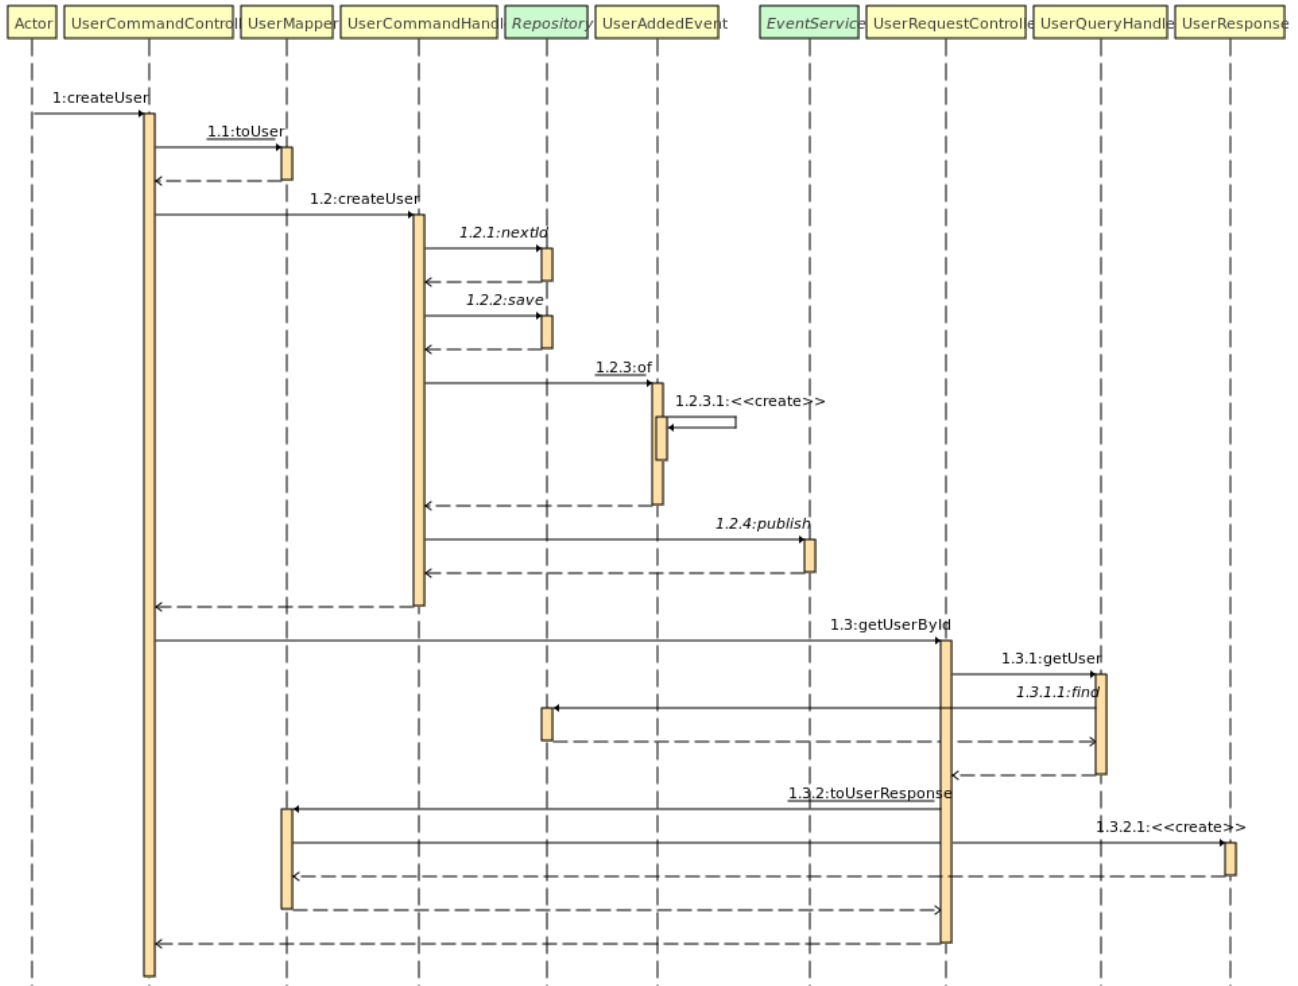 Actor
UserCommandControl
UserMapper
UserCommandHandl
Repository
UserAddedEvent
EventService
UserRequestControlle
UserQueryHandle
UserResponse
1:createUser
1.1:toUser
1.2:createUser
1.2.1:nextId
1.2.2:save
1.2.3:of
1.2.3.1:<<create>>
1.2.4:publish
1.3:getUserById
1.3.1:getUser
1.3.1.1:find
1.3.2:toUserResponse
1.3.2.1:<<create>>